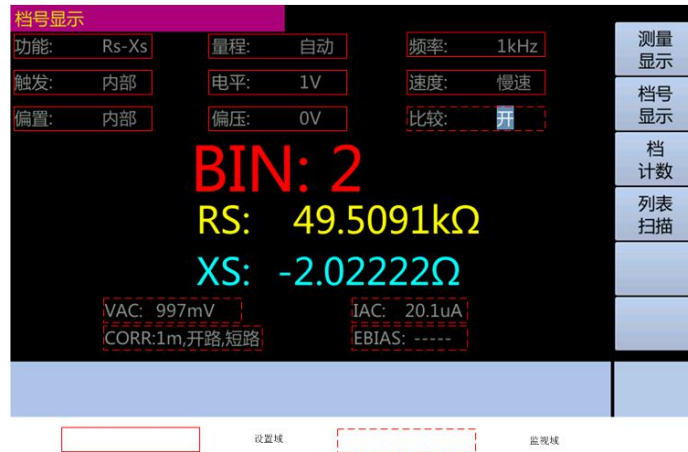 档号显示
功能: Rs-Xs 量程: 自动 频率: 1kHz
触发: 内部 电平: 1V 速度: 慢速
偏置: 内部 偏压: 0V 比较: 开
BIN: 2
RS: 49.5091kΩ
XS: -2.02222Ω
VAC: 997mV IAC: 20.1uA
CORR:1m,开路,短路 EBIAS: -----
测量
显示
档号
显示
档
计数
列表
扫描
设置域 监视域